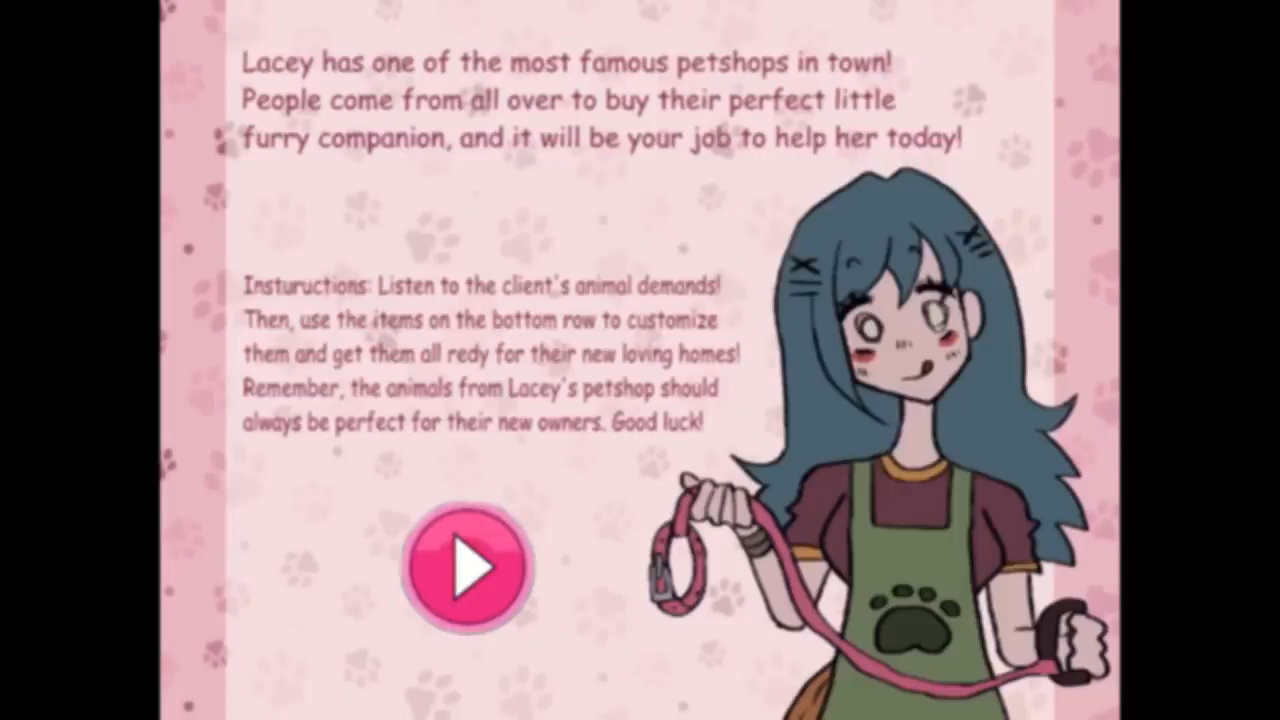 Lacey has one of the most famous petshops in town!
People come from all over to buy their perfect little
furry companion, and it will be your job to help her today!
Instuructions: Listen to the client's animal demands!
Then, use the items on the bottom row to customize
them and get them all redy for their new loving homes!
Remember, the animals from Lacey's petshop should
always be perfect for their new owners. Good luck!